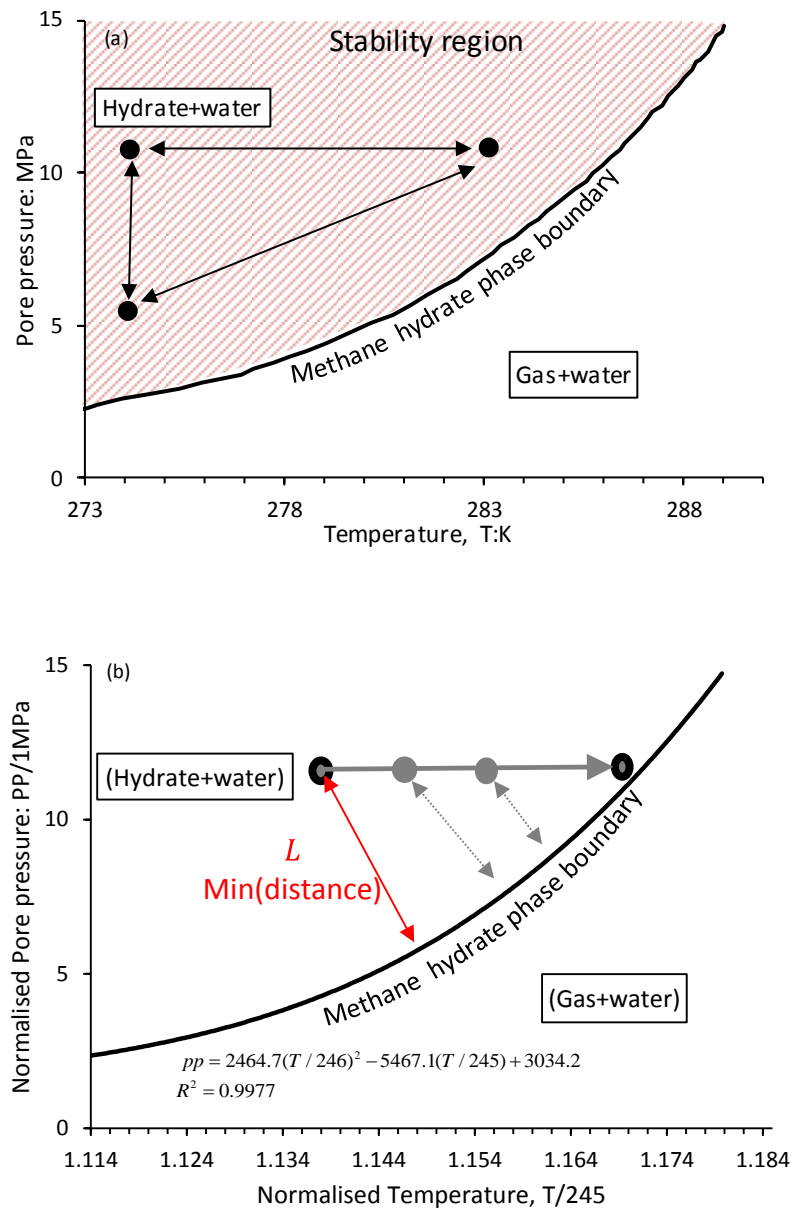 15
(a)
Stability region
Hydrate+water
10
Pore pressure: MPa
5
Methane hydrate phase boundary
Gas+water
0
273
278
283
288
Temperature, T:K
15
(b)
(Hydrate+water)
Normalised Pore pressure: PP/1MPa
10
L
Min(distance)
Methane hydrate phase boundary
5
(Gas+water)
pp = 2464.7(T / 246)² −5467.1(T / 245) + 3034.2
R² = 0.9977
0
1.114
1.124
1.134
1.144
1.154
1.164
1.174
1.184
Normalised Temperature, T/245